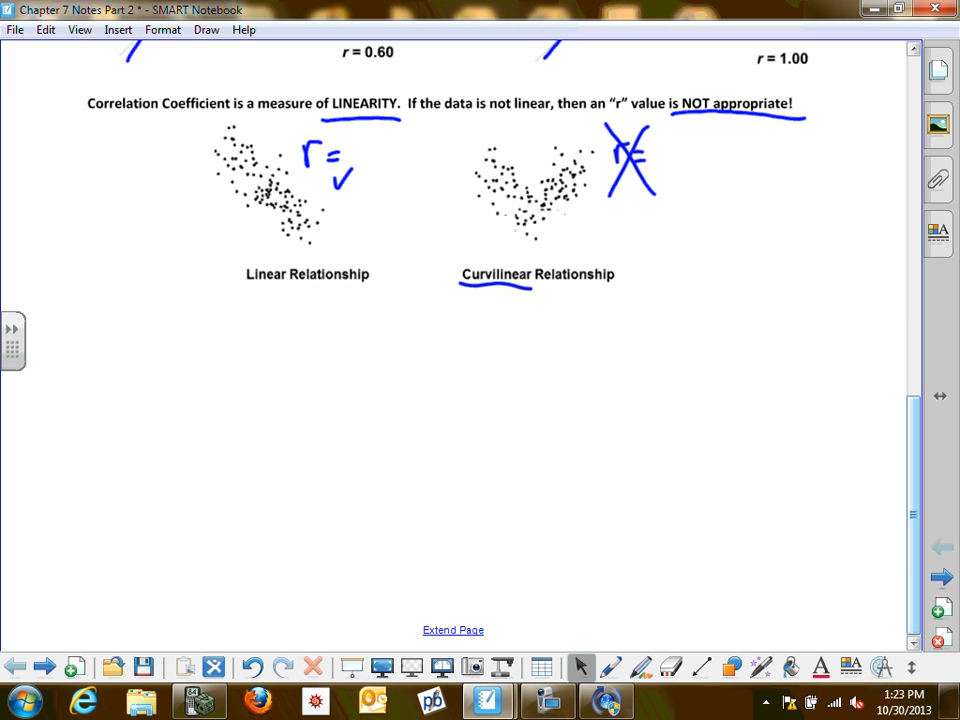 Chapter 7 Notes Part 2 * - SMART Notebook
File Edit View Insert Format Draw Help
r = 0.60
r = 1.00
Correlation Coefficient is a measure of LINEARITY. If the data is not linear, then an “r” value is NOT appropriate!
r =
r =
Linear Relationship
Curvilinear Relationship
Extend Page
1:23 PM
10/30/2013